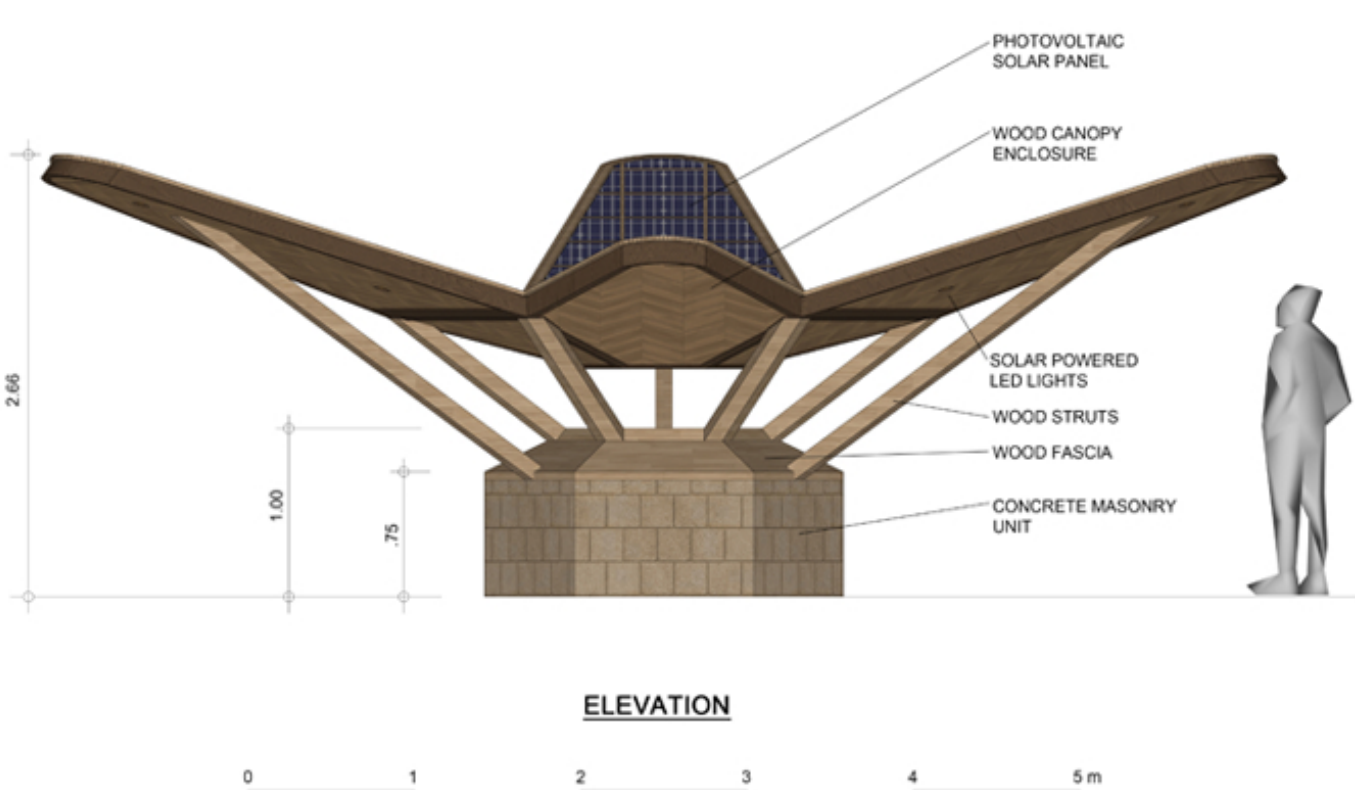 PHOTOVOLTAIC
SOLAR PANEL
WOOD CANOPY
ENCLOSURE
SOLAR POWERED
LED LIGHTS
WOOD STRUTS
WOOD FASCIA
CONCRETE MASONRY
UNIT
2.66
1.00
.75
ELEVATION
0 1 2 3 4 5 m